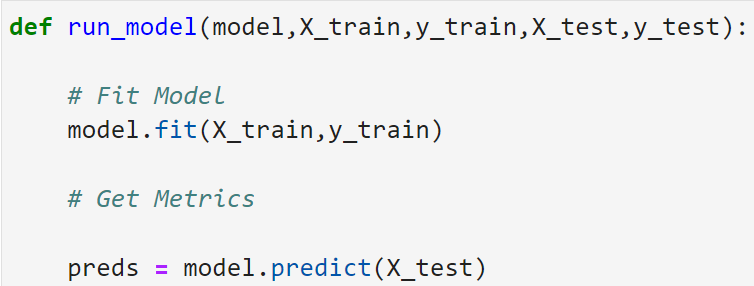 def run_model(model,X_train,y_train,X_test,y_test):
# Fit Model
model.fit(X_train,y_train)
# Get Metrics
preds = model.predict(X_test)